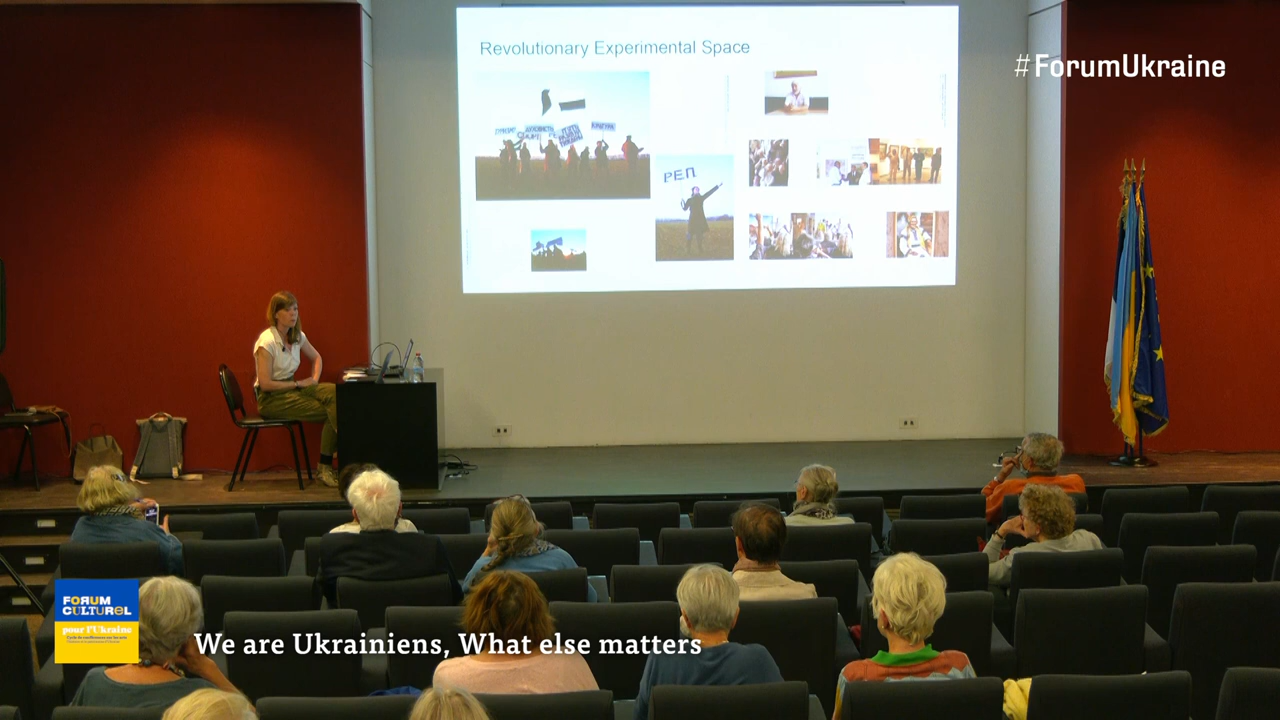 Revolutionary Experimental Space
#ForumUkraine
РЕП
FORUM
CULTUREL
pour l'Ukraine
We are Ukrainiens, What else matters